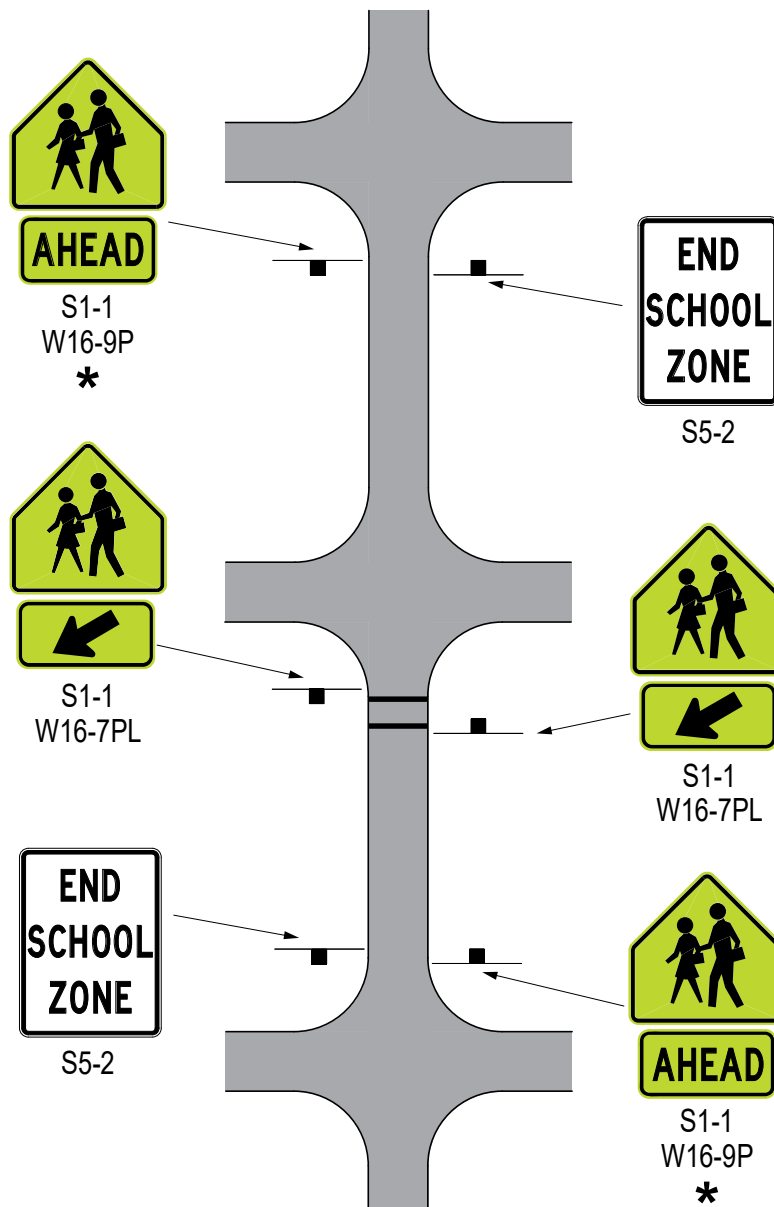 AHEAD
S1-1
W16-9P
*
END
SCHOOL
ZONE
S5-2
S1-1
W16-7PL
S1-1
W16-7PL
END
SCHOOL
ZONE
S5-2
AHEAD
S1-1
W16-9P
*